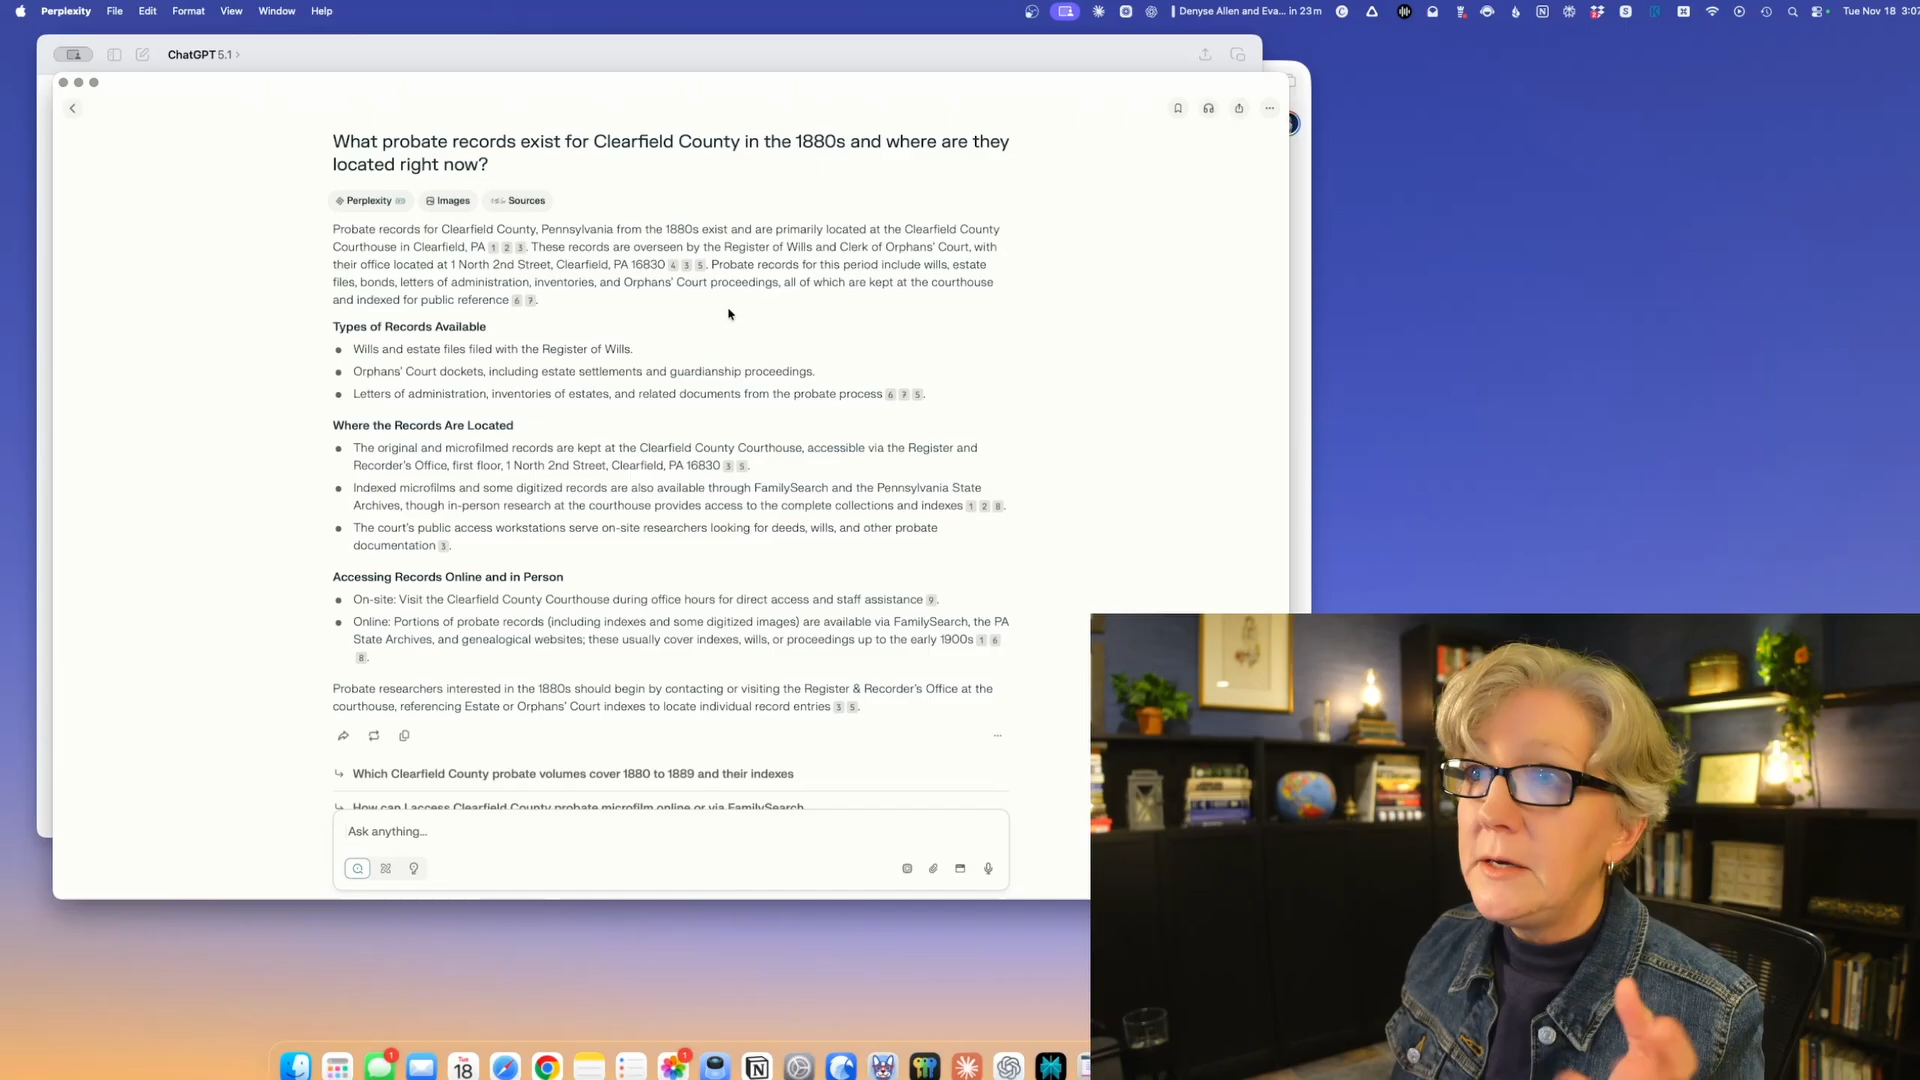 Perplexity File Edit Format View Window Help
Denyse Allen and Eva... in 23m
Tue Nov 18 3:07
ChatGPT 5.1 >
What probate records exist for Clearfield County in the 1880s and where are they
located right now?
Perplexity Images Sources
Probate records for Clearfield County, Pennsylvania from the 1880s exist and are primarily located at the Clearfield County
Courthouse in Clearfield, PA 1 2 3. These records are overseen by the Register of Wills and Clerk of Orphans' Court, with
their office located at 1 North 2nd Street, Clearfield, PA 16830 4 3 5. Probate records for this period include wills, estate
files, bonds, letters of administration, inventories, and Orphans' Court proceedings, all of which are kept at the courthouse
and indexed for public reference 6 7.
Types of Records Available
Wills and estate files filed with the Register of Wills.
Orphans' Court dockets, including estate settlements and guardianship proceedings.
Letters of administration, inventories of estates, and related documents from the probate process 6 7 5.
Where the Records Are Located
The original and microfilmed records are kept at the Clearfield County Courthouse, accessible via the Register and
Recorder's Office, first floor, 1 North 2nd Street, Clearfield, PA 16830 3 5.
Indexed microfilms and some digitized records are also available through FamilySearch and the Pennsylvania State
Archives, though in-person research at the courthouse provides access to the complete collections and indexes 1 2 8.
The court's public access workstations serve on-site researchers looking for deeds, wills, and other probate
documentation 3.
Accessing Records Online and in Person
On-site: Visit the Clearfield County Courthouse during office hours for direct access and staff assistance 9.
Online: Portions of probate records (including indexes and some digitized images) are available via FamilySearch, the PA
State Archives, and genealogical websites; these usually cover indexes, wills, or proceedings up to the early 1900s 1 6
8.
Probate researchers interested in the 1880s should begin by contacting or visiting the Register & Recorder's Office at the
courthouse, referencing Estate or Orphans' Court indexes to locate individual record entries 3 5.
Which Clearfield County probate volumes cover 1880 to 1889 and their indexes
How can I access Clearfield County probate microfilm online or via FamilySearch
Ask anything...
1
Tue
18
1